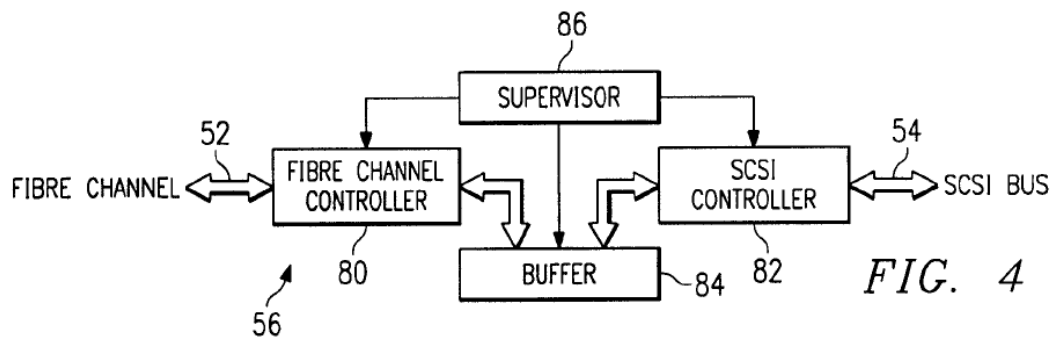 86
SUPERVISOR
52
54
FIBRE CHANNEL
FIBRE CHANNEL
CONTROLLER
SCSI
CONTROLLER
SCSI BUS
80
BUFFER
84
82
FIG. 4
56